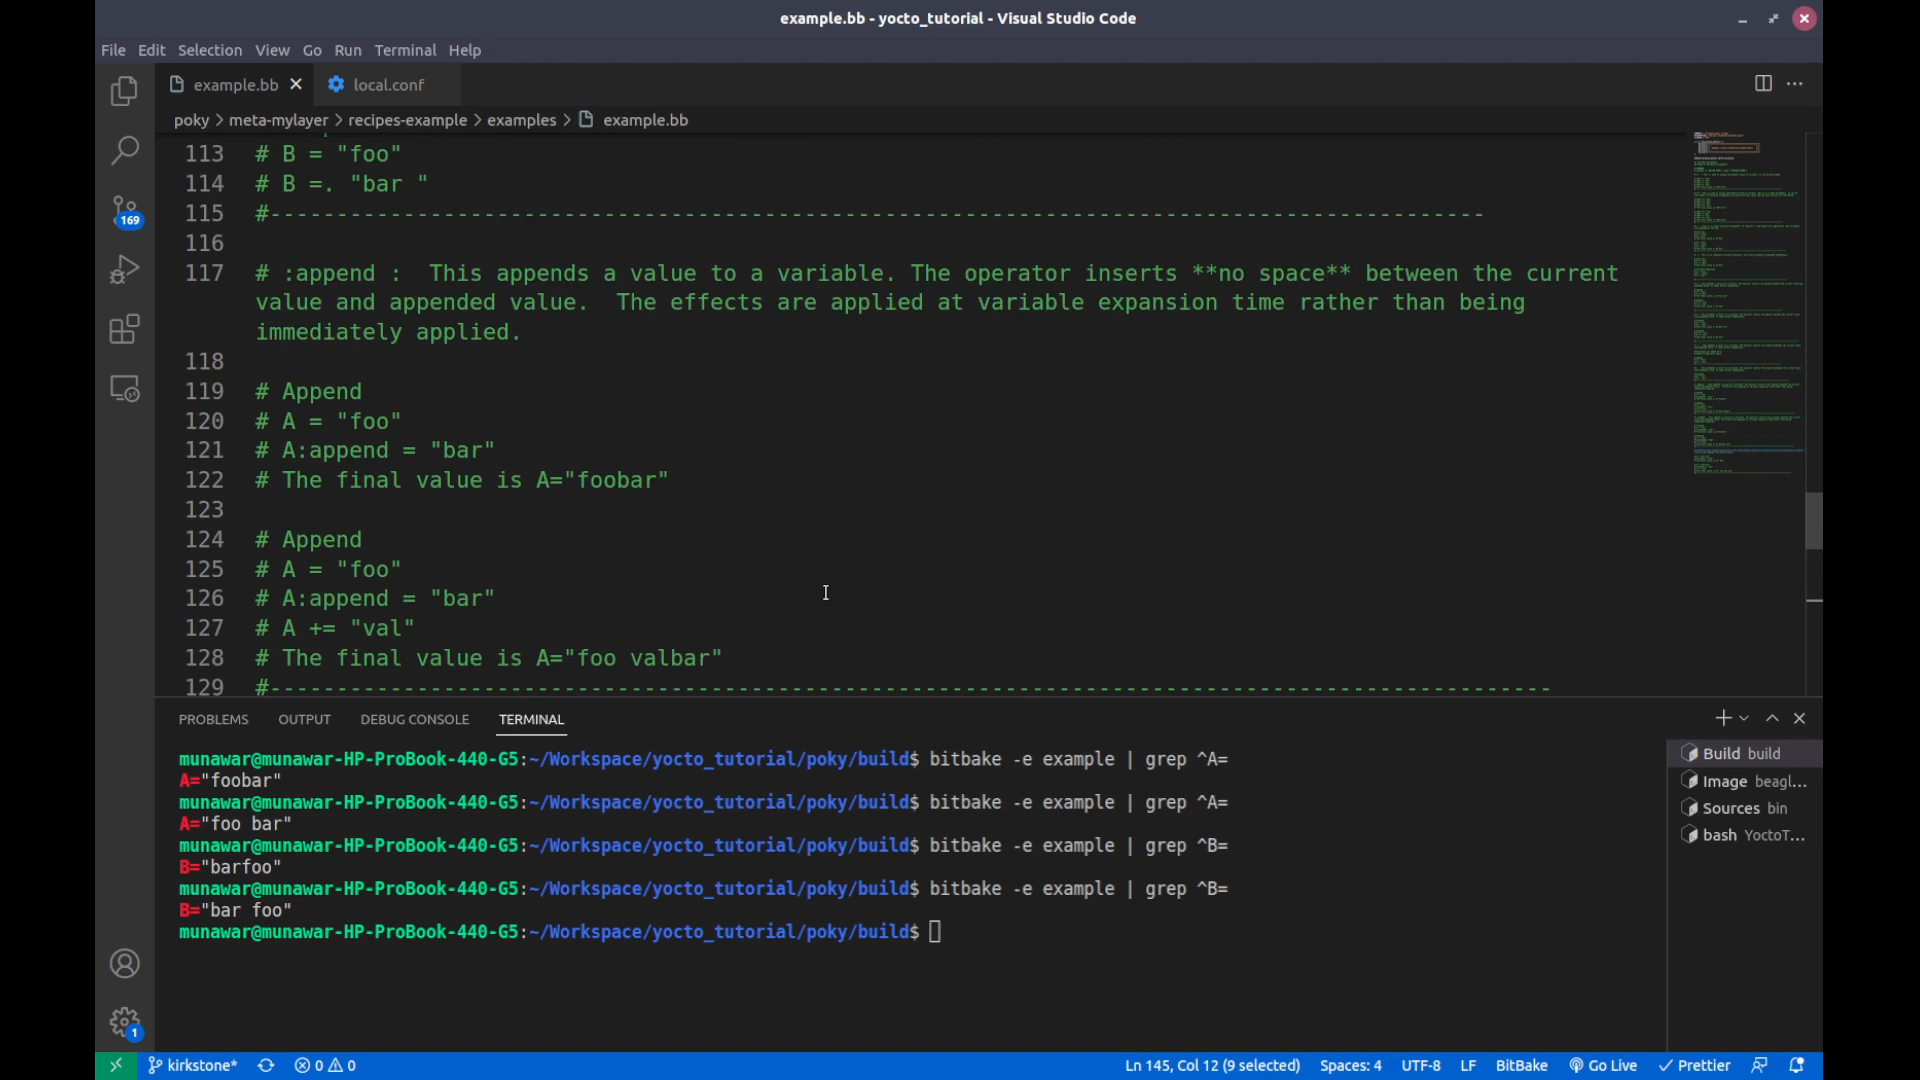 example.bb - yocto_tutorial - Visual Studio Code
File Edit Selection View Go Run Terminal Help
example.bb local.conf
poky > meta-mylayer > recipes-example > examples > example.bb
113 # B = "foo"
114 # B =. "bar "
115 #-------------------------------------------------------------------------------------------
116
117 # :append :  This appends a value to a variable. The operator inserts **no space** between the current
value and appended value.  The effects are applied at variable expansion time rather than being
immediately applied.
118
119 # Append
120 # A = "foo"
121 # A:append = "bar"
122 # The final value is A="foobar"
123
124 # Append
125 # A = "foo"
126 # A:append = "bar"
127 # A += "val"
128 # The final value is A="foo valbar"
129 #------------------------------------------------------------------------------------------------
169
PROBLEMS OUTPUT DEBUG CONSOLE TERMINAL
munawar@munawar-HP-ProBook-440-G5:~/Workspace/yocto_tutorial/poky/build$ bitbake -e example | grep ^A=
A="foobar"
munawar@munawar-HP-ProBook-440-G5:~/Workspace/yocto_tutorial/poky/build$ bitbake -e example | grep ^A=
A="foo bar"
munawar@munawar-HP-ProBook-440-G5:~/Workspace/yocto_tutorial/poky/build$ bitbake -e example | grep ^B=
B="barfoo"
munawar@munawar-HP-ProBook-440-G5:~/Workspace/yocto_tutorial/poky/build$ bitbake -e example | grep ^B=
B="bar foo"
munawar@munawar-HP-ProBook-440-G5:~/Workspace/yocto_tutorial/poky/build$
Build build
Image beagl...
Sources bin
bash YoctoT...
1
kirkstone* 0 0 Ln 145, Col 12 (9 selected) Spaces: 4 UTF-8 LF BitBake Go Live Prettier